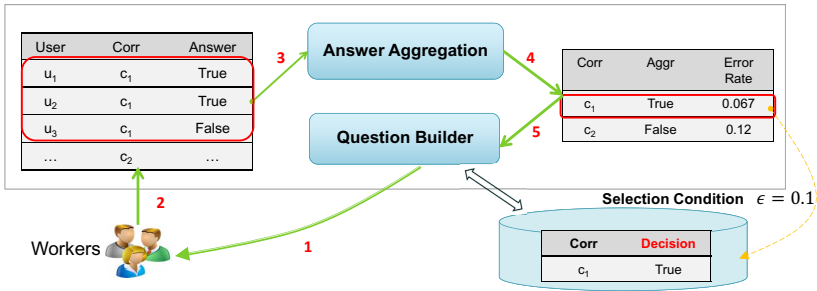 User Corr Answer
u1 c1 True
u2 c1 True
u3 c1 False
... c2 ...
3
Answer Aggregation
4
Corr Aggr Error Rate
c1 True 0.067
c2 False 0.12
Question Builder
5
2
Workers
1
Selection Condition ϵ = 0.1
Corr Decision
c1 True